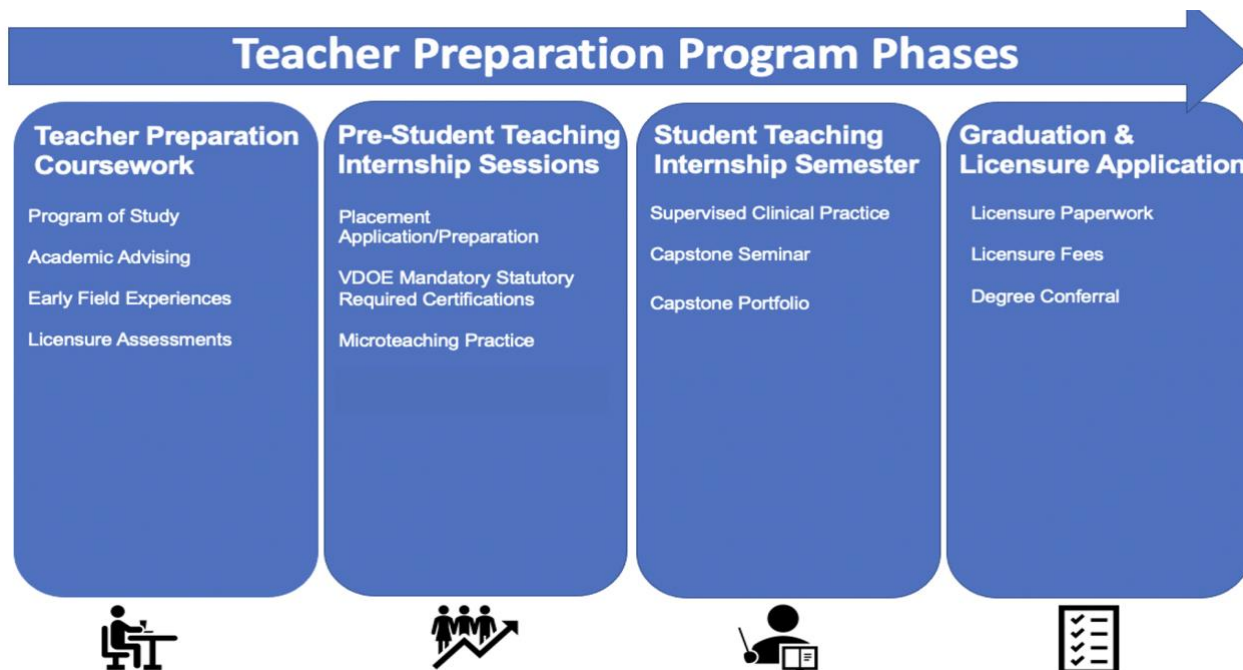 Teacher Preparation Program Phases
Teacher Preparation
Coursework
Program of Study
Academic Advising
Early Field Experiences
Licensure Assessments
Pre-Student Teaching
Internship Sessions
Placement
Application/Preparation
VDOE Mandatory Statutory
Required Certifications
Microteaching Practice
Student Teaching
Internship Semester
Supervised Clinical Practice
Capstone Seminar
Capstone Portfolio
Graduation &
Licensure Application
Licensure Paperwork
Licensure Fees
Degree Conferral